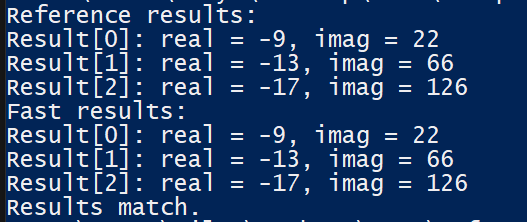 Reference results:
Result[0]: real = -9, imag = 22
Result[1]: real = -13, imag = 66
Result[2]: real = -17, imag = 126
Fast results:
Result[0]: real = -9, imag = 22
Result[1]: real = -13, imag = 66
Result[2]: real = -17, imag = 126
Results match.